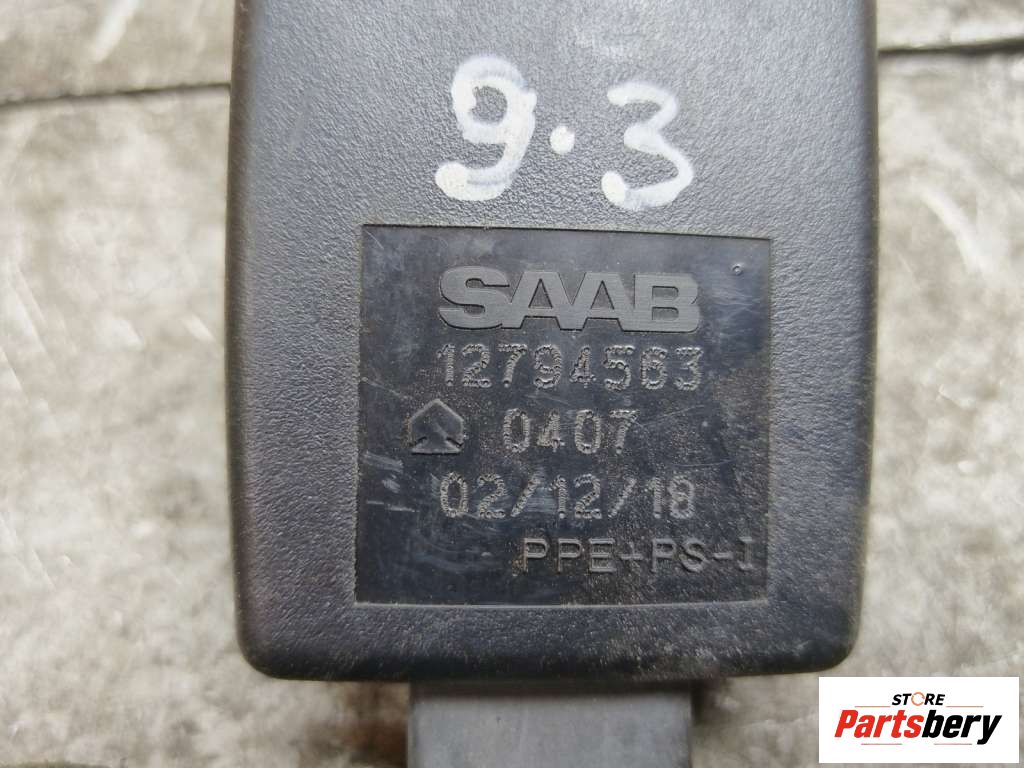 9.3
SAAB
12794563
0407
02/12/18
PPE+PS-I
STORE
Partsbery